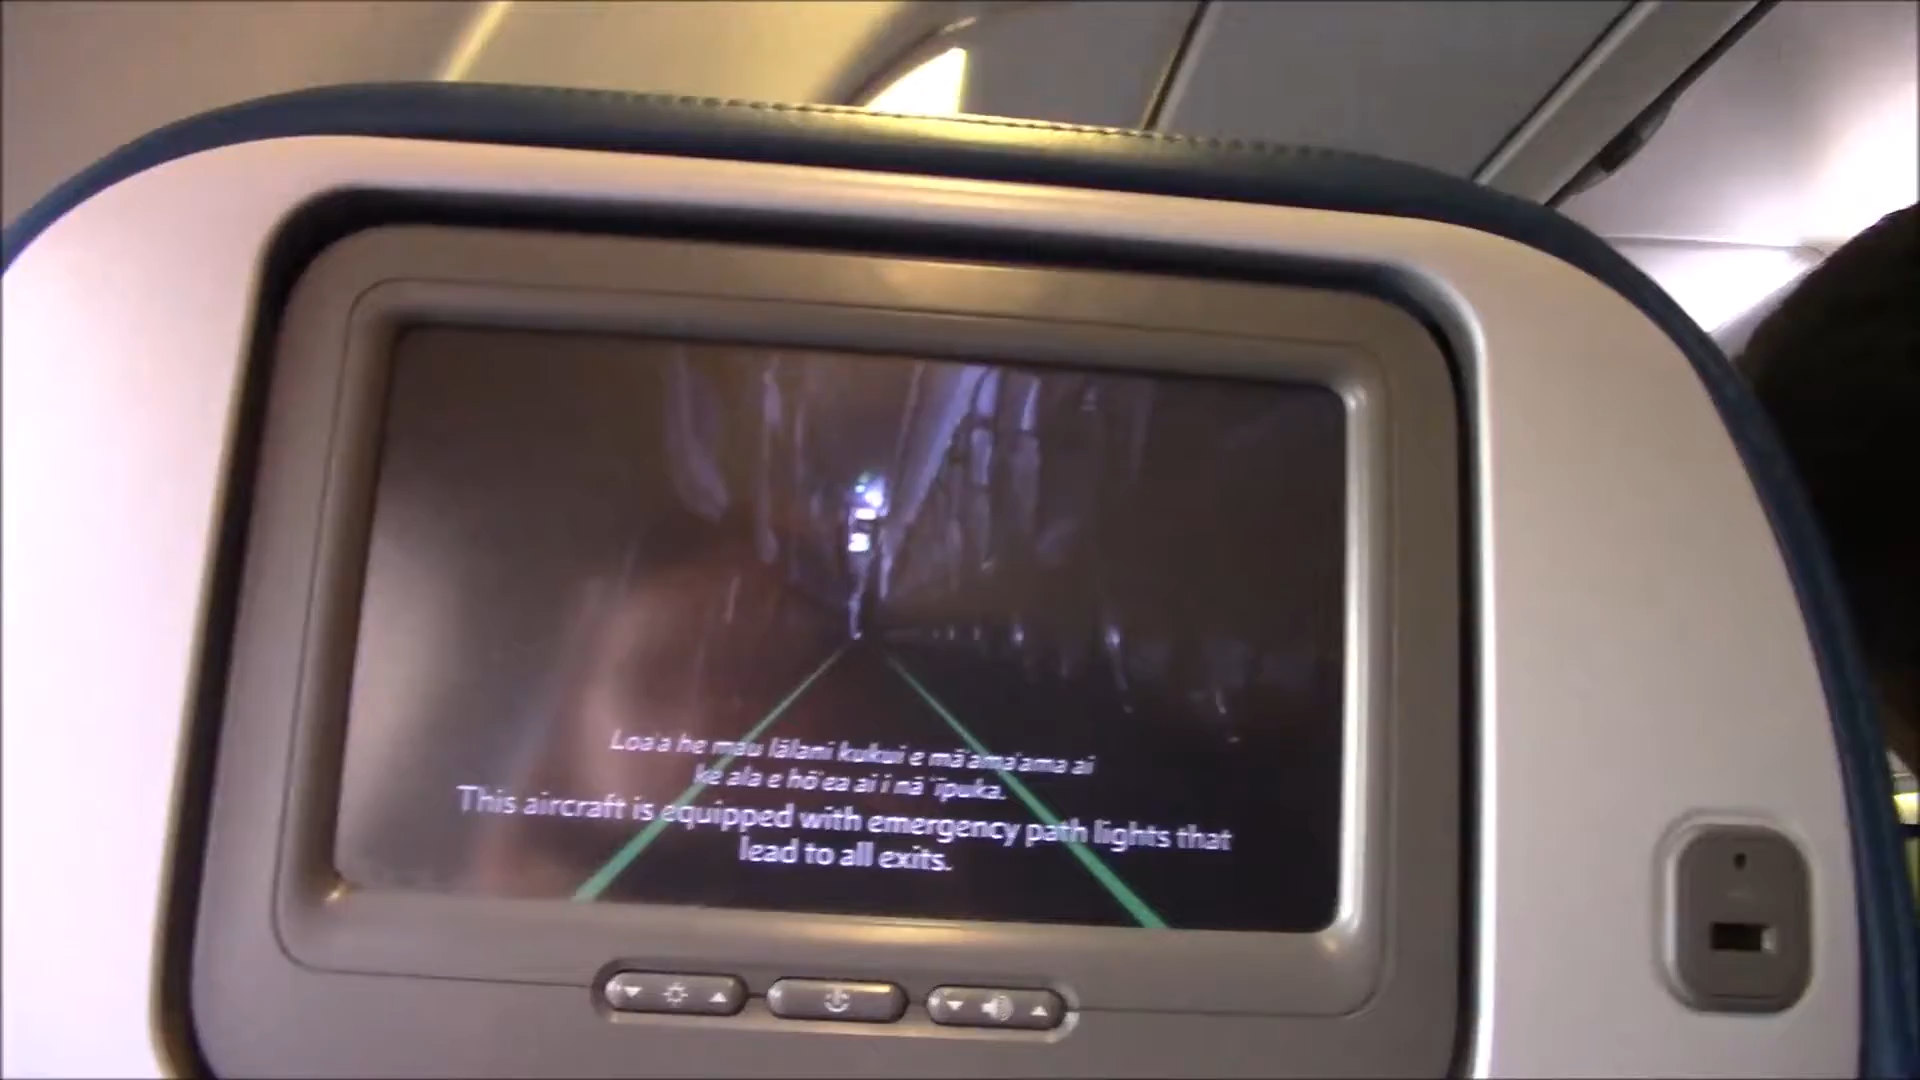 Loa'a he mau lālani kukui e mā'ama'ama ai
ke ala e hō'ea ai i nā 'īpuka.
This aircraft is equipped with emergency path lights that
lead to all exits.